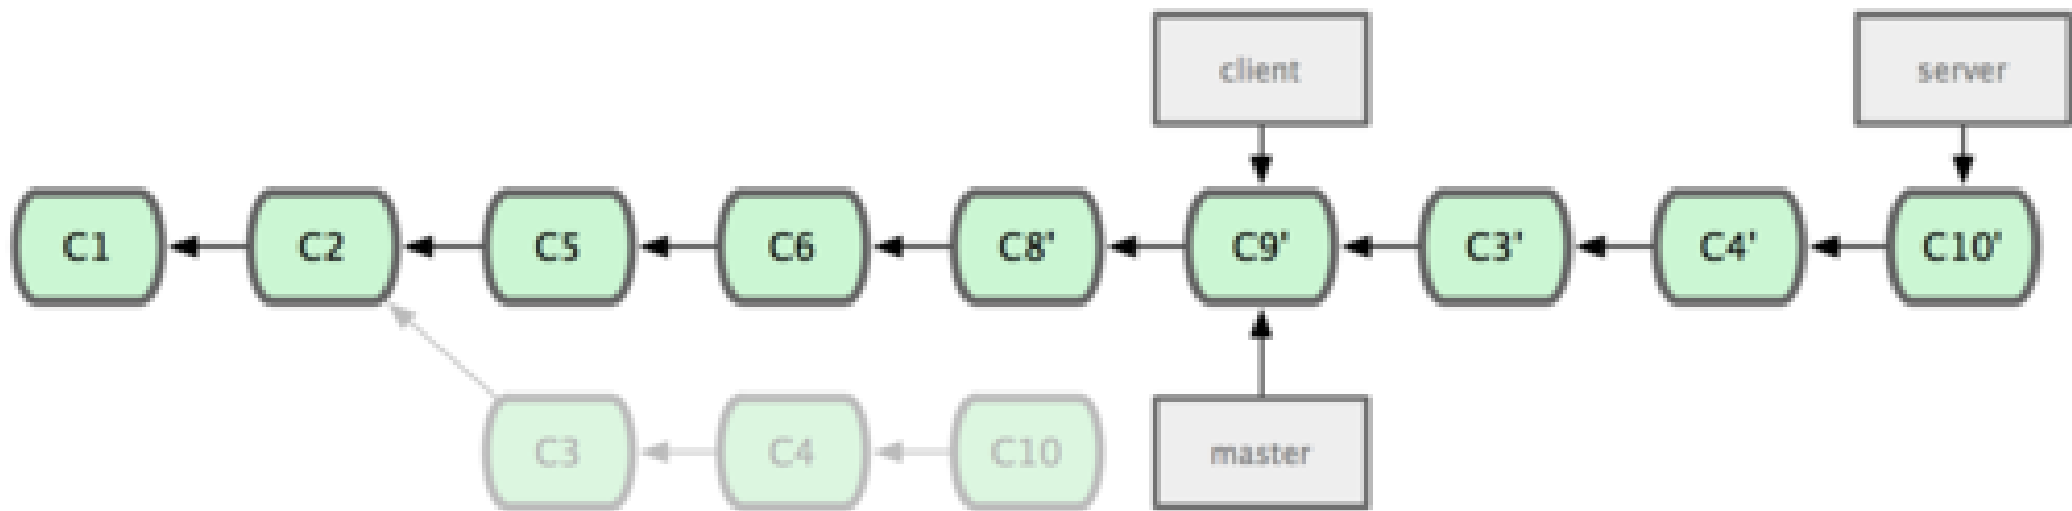 client
server
C1
C2
C5
C6
C8'
C9'
C3'
C4'
C10'
C3
C4
C10
master